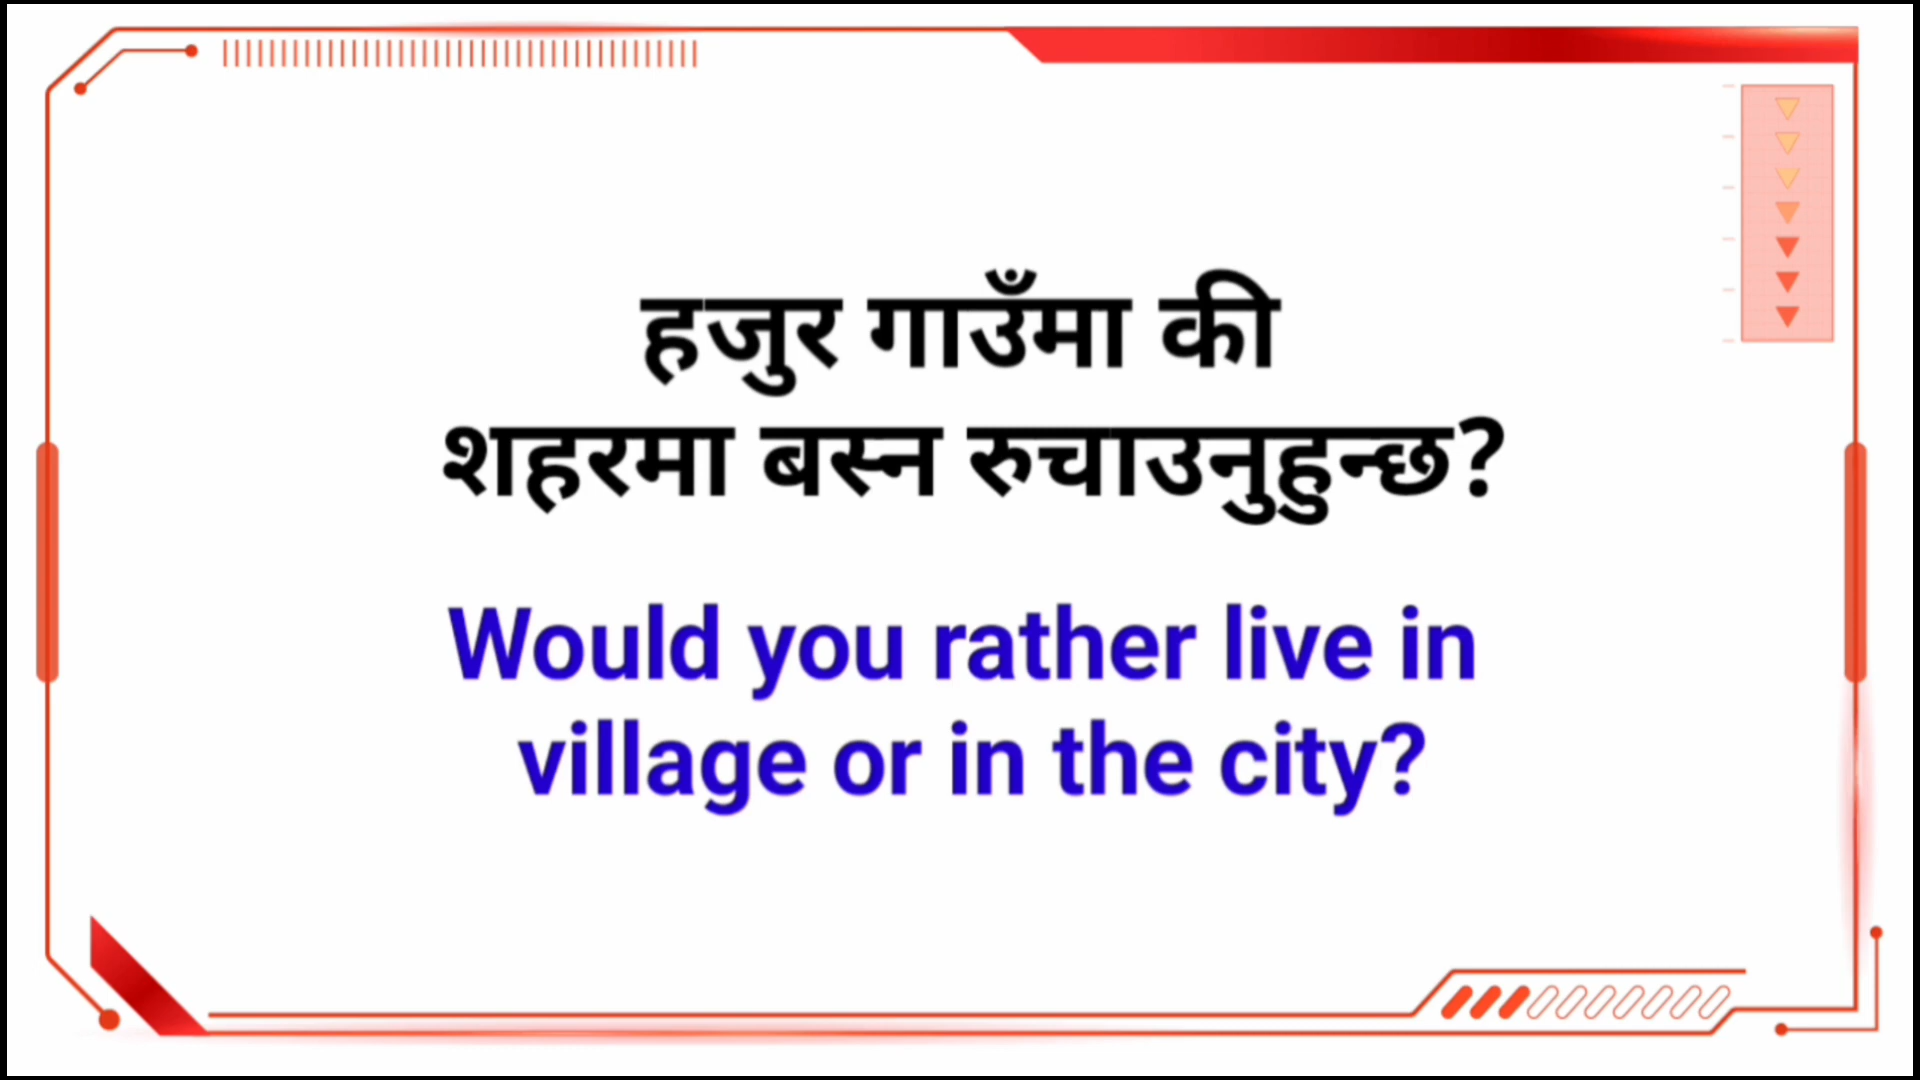 हजुर गाउँमा की
शहरमा बस्न रुचाउनुहुन्छ?
Would you rather live in
village or in the city?